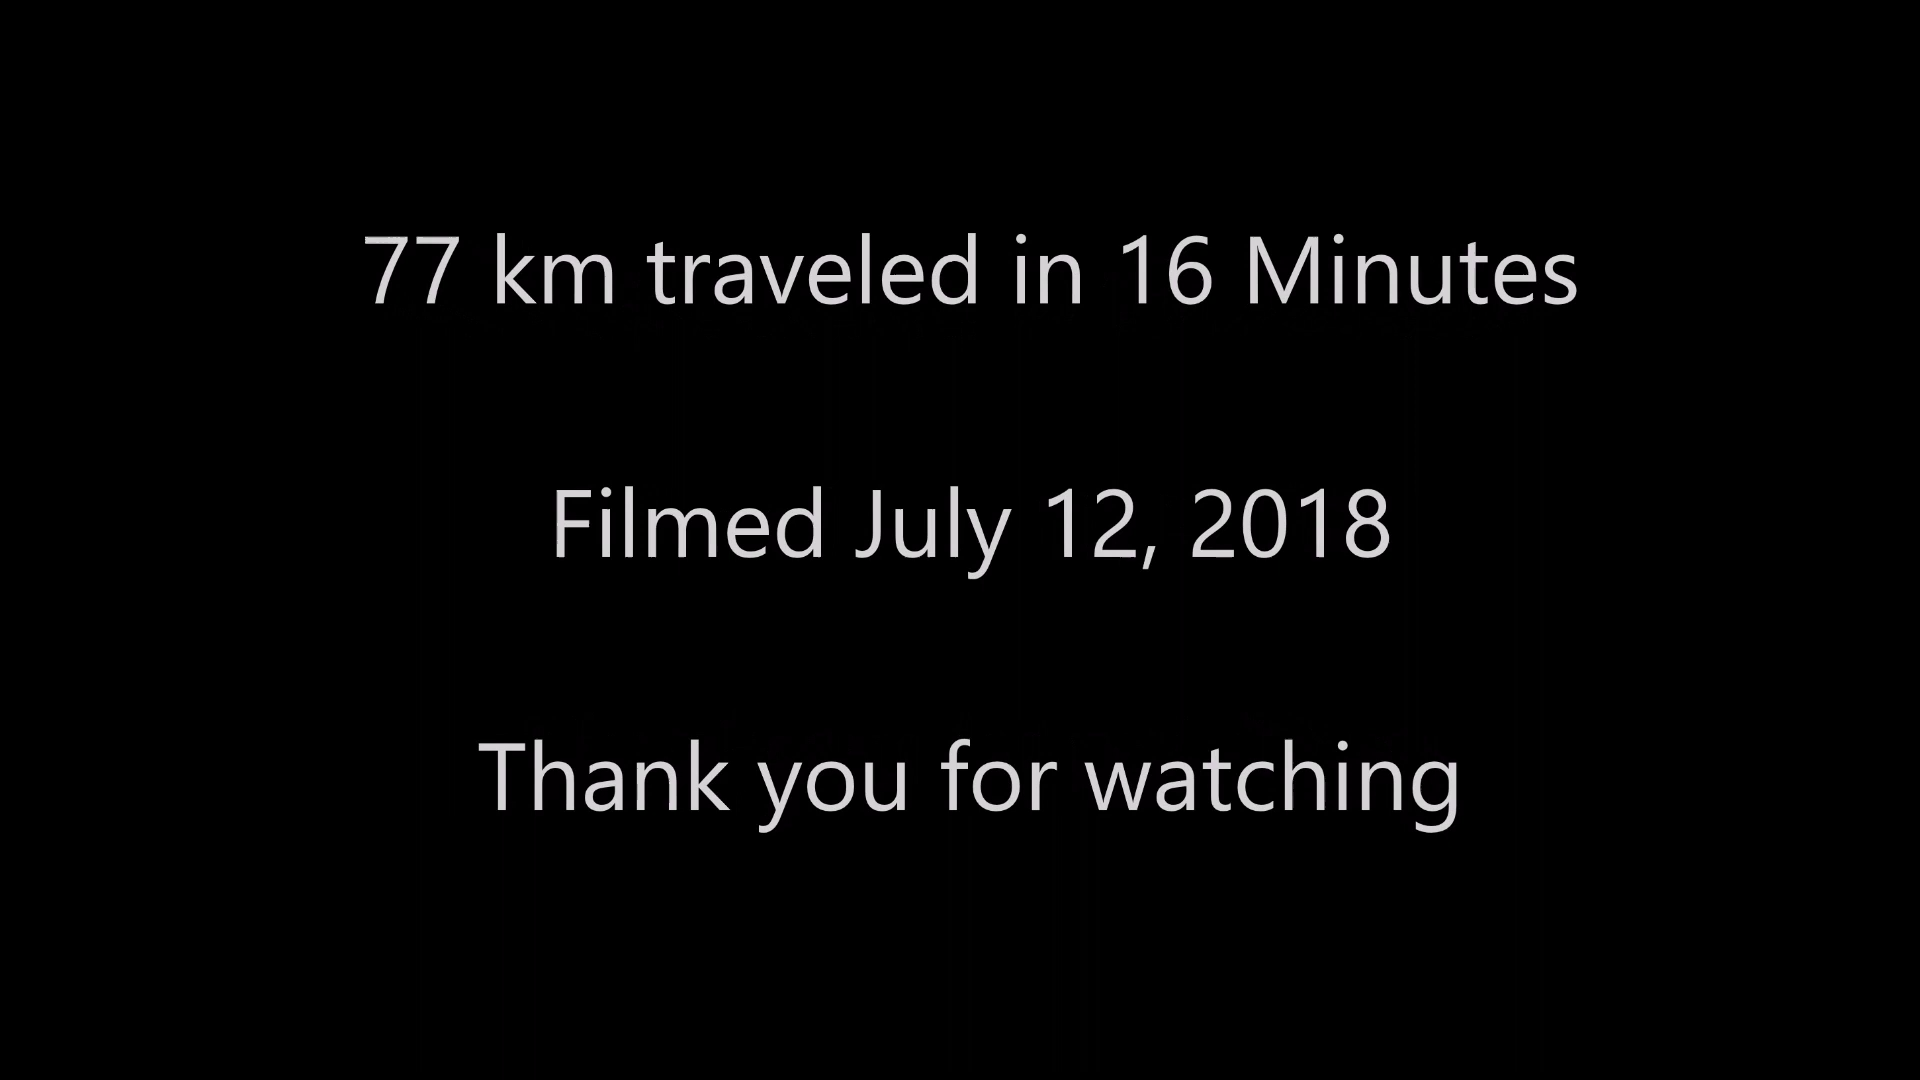 77 km traveled in 16 Minutes
Filmed July 12, 2018
Thank you for watching